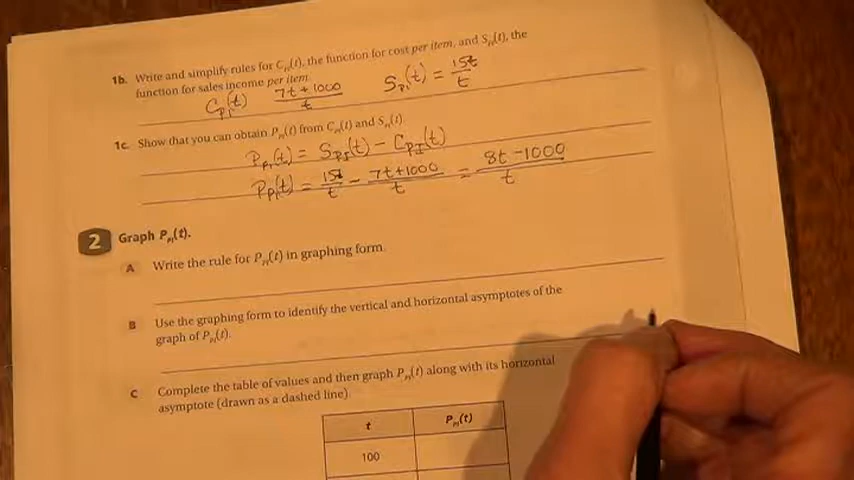 1b. Write and simplify rules for Cpi(t), the function for cost per item, and Spi(t), the
function for sales income per item.
Cpi(t) 7t+1000/t Spi(t) = 15t/t
1c. Show that you can obtain Ppi(t) from Cpi(t) and Spi(t).
PPI(t) = SPI(t) − CPI(t)
PPI(t) = 15t/t − 7t+1000/t = 8t−1000/t
2 Graph Ppi(t).
A Write the rule for Ppi(t) in graphing form.
B Use the graphing form to identify the vertical and horizontal asymptotes of the
graph of Ppi(t).
C Complete the table of values and then graph Ppi(t) along with its horizontal
asymptote (drawn as a dashed line).
t Ppi(t)
100